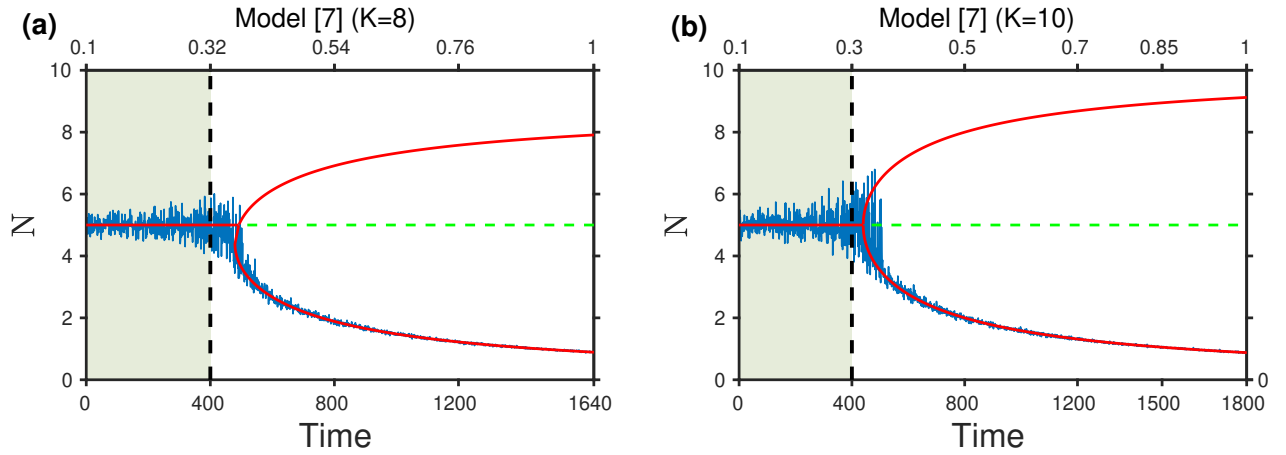 (a)
Model [7] (K=8)
0.1 0.32 0.54 0.76 1
10
8
6
4
2
0
N
0 400 800 1200 1640
Time
(b)
Model [7] (K=10)
0.1 0.3 0.5 0.7 0.85 1
10
8
6
4
2
0
0
N
0 400 800 1200 1500 1800
Time